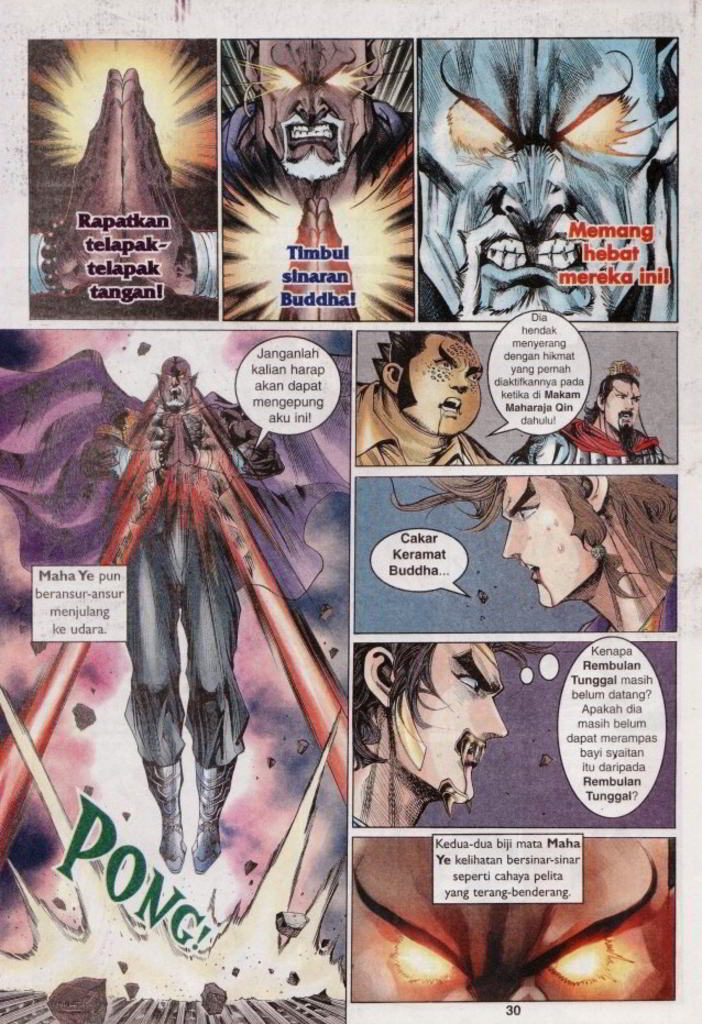 Rapatkan
telapak-
telapak
tangan!
Timbul
sinaran
Buddha!
Memang
hebat
mereka ini!
Janganlah
kalian harap
akan dapat
mengepung
aku ini!
Maha Ye pun
beransur-ansur
menjulang
ke udara.
PONG!
Dia
hendak
menyerang
dengan hikmat
yang pernah
diaktifkannya pada
ketika di Makam
Maharaja Qin
dahulu!
Cakar
Keramat
Buddha...
Kenapa
Rembulan
Tunggal masih
belum datang?
Apakah dia
masih belum
dapat merampas
bayi syaitan
itu daripada
Rembulan
Tunggal?
Kedua-dua biji mata Maha
Ye kelihatan bersinar-sinar
seperti cahaya pelita
yang terang-benderang.
30